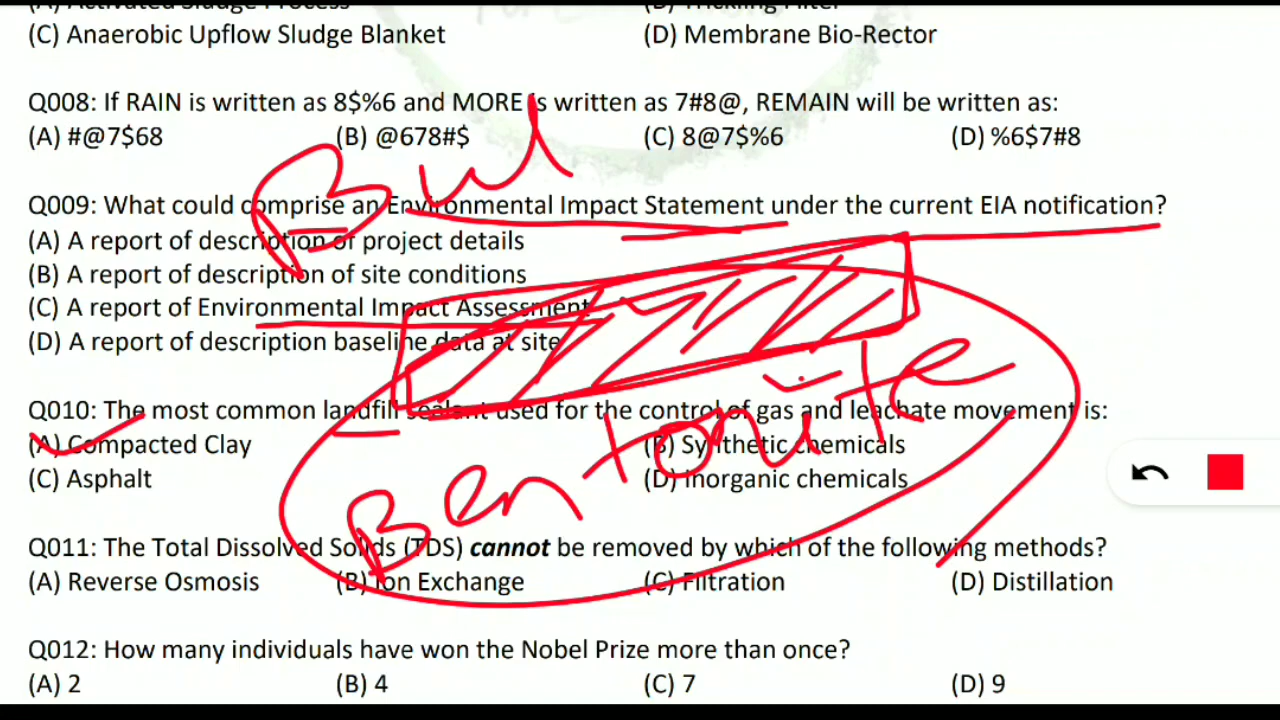 (A) Activated Sludge Process (B) Trickling Filter
(C) Anaerobic Upflow Sludge Blanket (D) Membrane Bio-Rector
Q008: If RAIN is written as 8$%6 and MORE is written as 7#8@, REMAIN will be written as:
(A) #@7$68 (B) @678#$ (C) 8@7$%6 (D) %6$7#8
Q009: What could comprise an Environmental Impact Statement under the current EIA notification?
(A) A report of description of project details
(B) A report of description of site conditions
(C) A report of Environmental Impact Assessment
(D) A report of description baseline data at site
Q010: The most common landfill sealant used for the control of gas and leachate movement is:
(A) Compacted Clay (B) Synthetic chemicals
(C) Asphalt (D) Inorganic chemicals
Bentonite
Q011: The Total Dissolved Solids (TDS) cannot be removed by which of the following methods?
(A) Reverse Osmosis (B) Ion Exchange (C) Filtration (D) Distillation
Q012: How many individuals have won the Nobel Prize more than once?
(A) 2 (B) 4 (C) 7 (D) 9